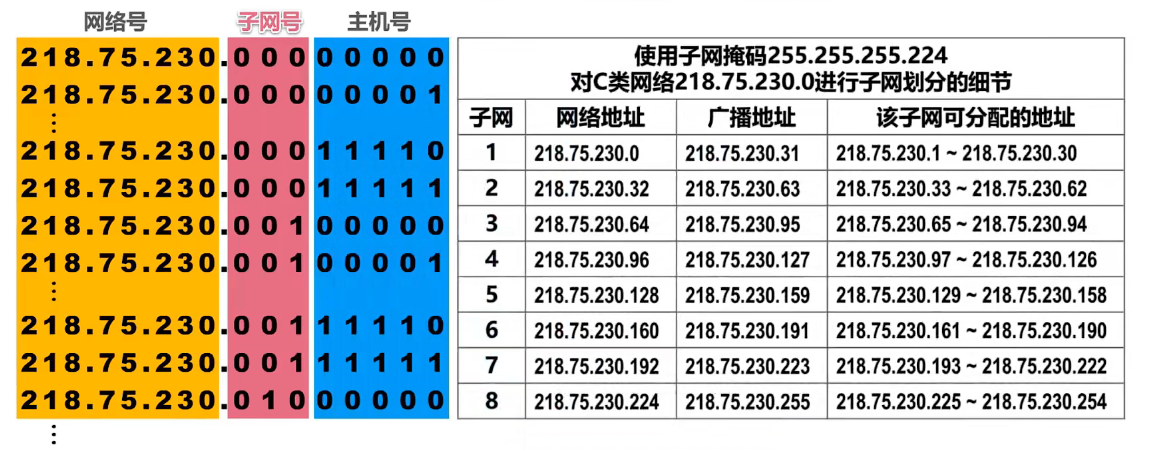 网络号 子网号 主机号
218.75.230.000 00000
218.75.230.000 00001
⋮
218.75.230.000 11110
218.75.230.000 11111
218.75.230.001 00000
218.75.230.001 00001
⋮
218.75.230.001 11110
218.75.230.001 11111
218.75.230.010 00000
⋮
使用子网掩码255.255.255.224
对C类网络218.75.230.0进行子网划分的细节
子网 网络地址 广播地址 该子网可分配的地址
1 218.75.230.0 218.75.230.31 218.75.230.1 ~ 218.75.230.30
2 218.75.230.32 218.75.230.63 218.75.230.33 ~ 218.75.230.62
3 218.75.230.64 218.75.230.95 218.75.230.65 ~ 218.75.230.94
4 218.75.230.96 218.75.230.127 218.75.230.97 ~ 218.75.230.126
5 218.75.230.128 218.75.230.159 218.75.230.129 ~ 218.75.230.158
6 218.75.230.160 218.75.230.191 218.75.230.161 ~ 218.75.230.190
7 218.75.230.192 218.75.230.223 218.75.230.193 ~ 218.75.230.222
8 218.75.230.224 218.75.230.255 218.75.230.225 ~ 218.75.230.254